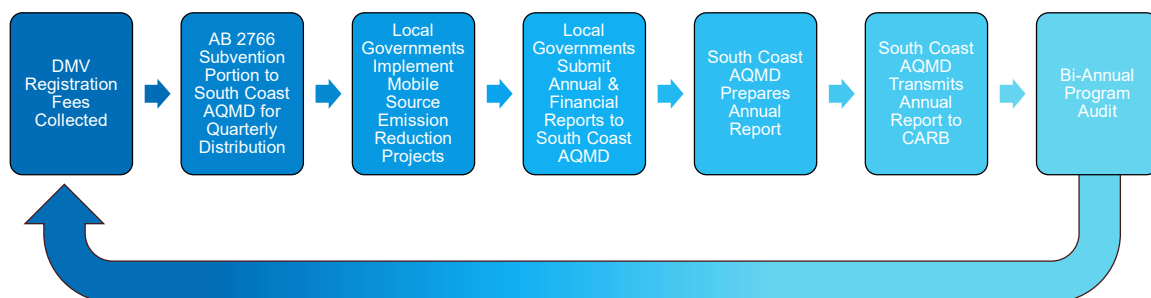 DMV
Registration
Fees
Collected
AB 2766
Subvention
Portion to
South Coast
AQMD for
Quarterly
Distribution
Local
Governments
Implement
Mobile
Source
Emission
Reduction
Projects
Local
Governments
Submit
Annual &
Financial
Reports to
South Coast
AQMD
South Coast
AQMD
Prepares
Annual
Report
South Coast
AQMD
Transmits
Annual
Report to
CARB
Bi-Annual
Program
Audit